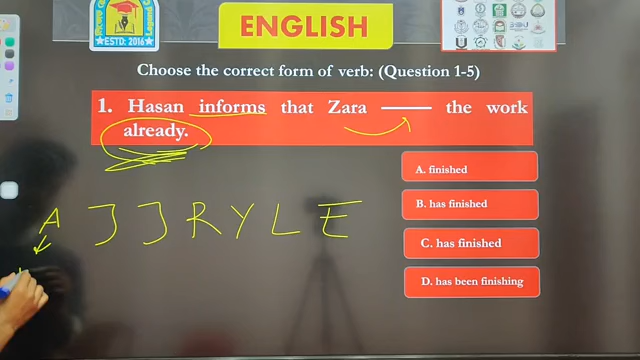 ENGLISH
ESTD: 2016
Choose the correct form of verb: (Question 1-5)
1. Hasan informs that Zara ______ the work
already.
A. finished
B. has finished
C. has finished
D. has been finishing
A J J R Y L E